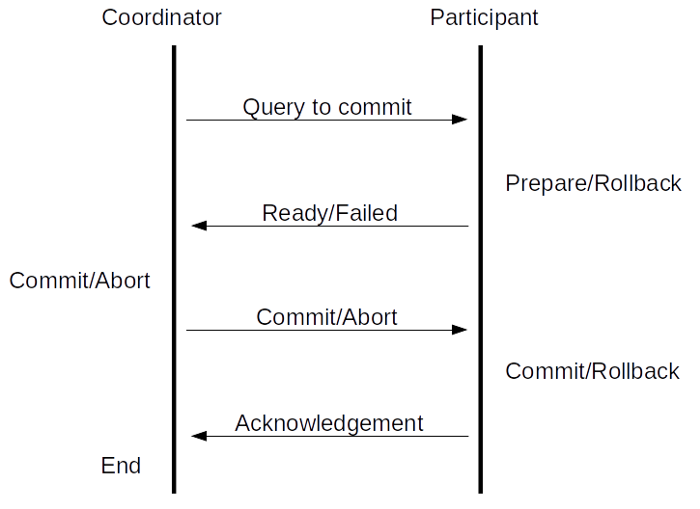 Coordinator
Participant
Query to commit
Prepare/Rollback
Ready/Failed
Commit/Abort
Commit/Abort
Commit/Rollback
Acknowledgement
End